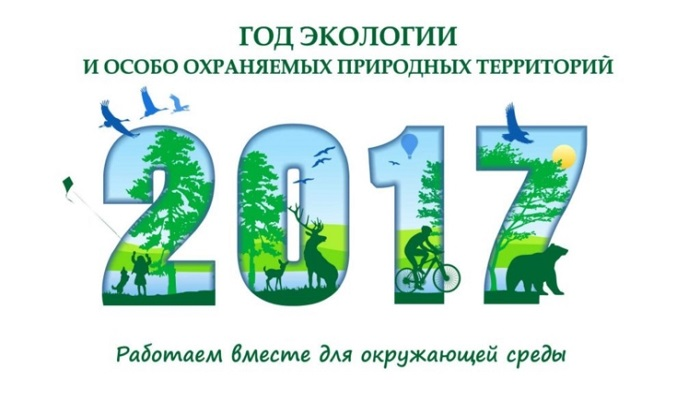 ГОД ЭКОЛОГИИ
И ОСОБО ОХРАНЯЕМЫХ ПРИРОДНЫХ ТЕРРИТОРИЙ
2017
Работаем вместе для окружающей среды